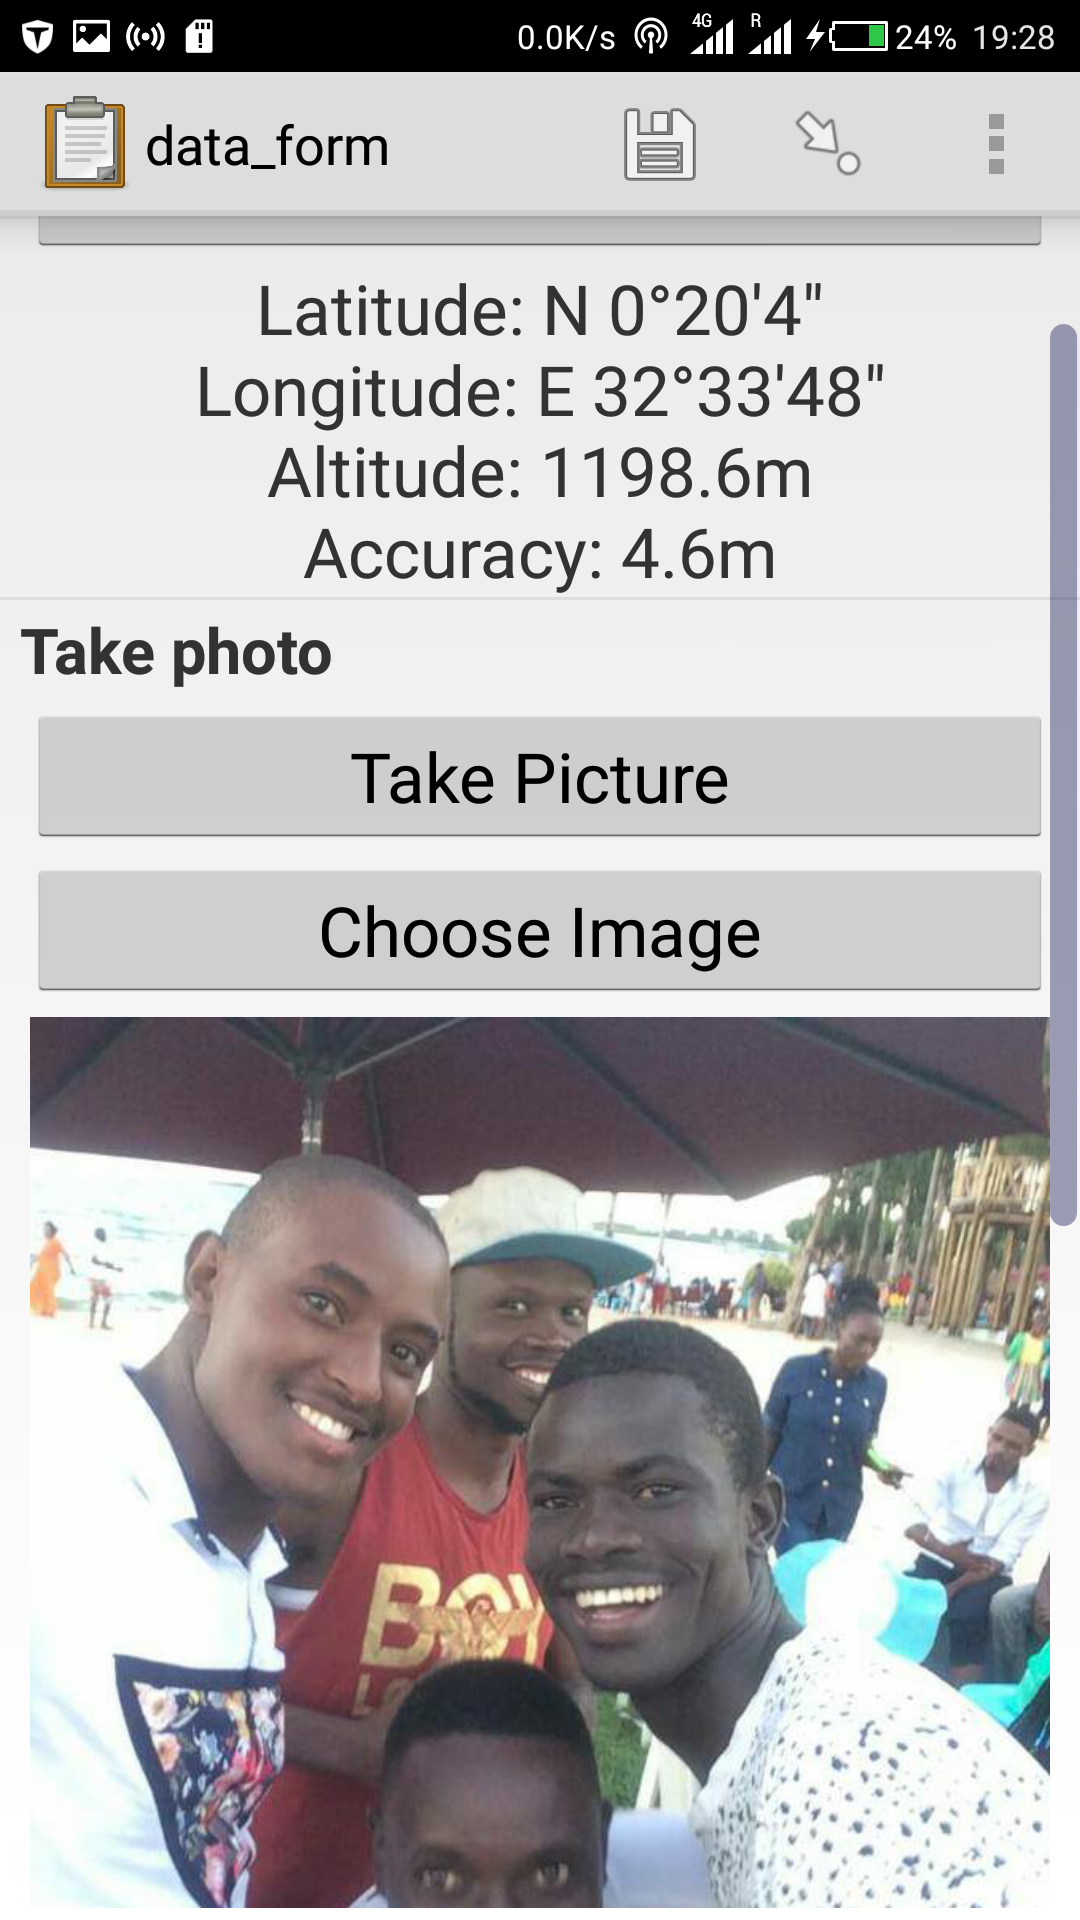 0.0K/s 4G R 24% 19:28
data_form
Latitude: N 0°20'4"
Longitude: E 32°33'48"
Altitude: 1198.6m
Accuracy: 4.6m
Take photo
Take Picture
Choose Image